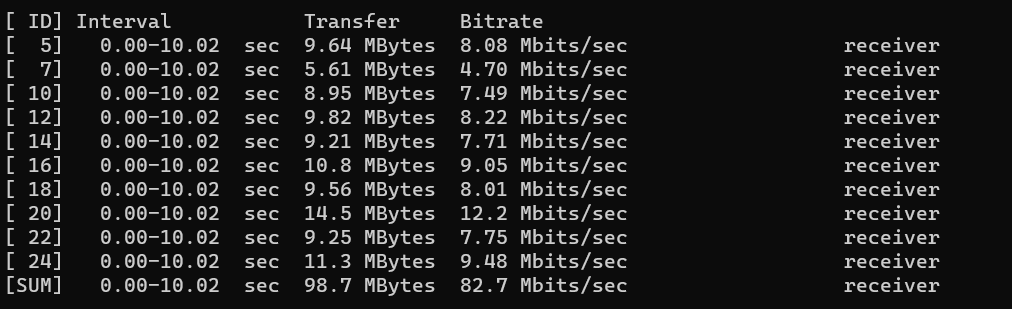 [ ID] Interval           Transfer     Bitrate
[  5]   0.00-10.02  sec  9.64 MBytes  8.08 Mbits/sec                  receiver
[  7]   0.00-10.02  sec  5.61 MBytes  4.70 Mbits/sec                  receiver
[ 10]   0.00-10.02  sec  8.95 MBytes  7.49 Mbits/sec                  receiver
[ 12]   0.00-10.02  sec  9.82 MBytes  8.22 Mbits/sec                  receiver
[ 14]   0.00-10.02  sec  9.21 MBytes  7.71 Mbits/sec                  receiver
[ 16]   0.00-10.02  sec  10.8 MBytes  9.05 Mbits/sec                  receiver
[ 18]   0.00-10.02  sec  9.56 MBytes  8.01 Mbits/sec                  receiver
[ 20]   0.00-10.02  sec  14.5 MBytes  12.2 Mbits/sec                  receiver
[ 22]   0.00-10.02  sec  9.25 MBytes  7.75 Mbits/sec                  receiver
[ 24]   0.00-10.02  sec  11.3 MBytes  9.48 Mbits/sec                  receiver
[SUM]   0.00-10.02  sec  98.7 MBytes  82.7 Mbits/sec                  receiver